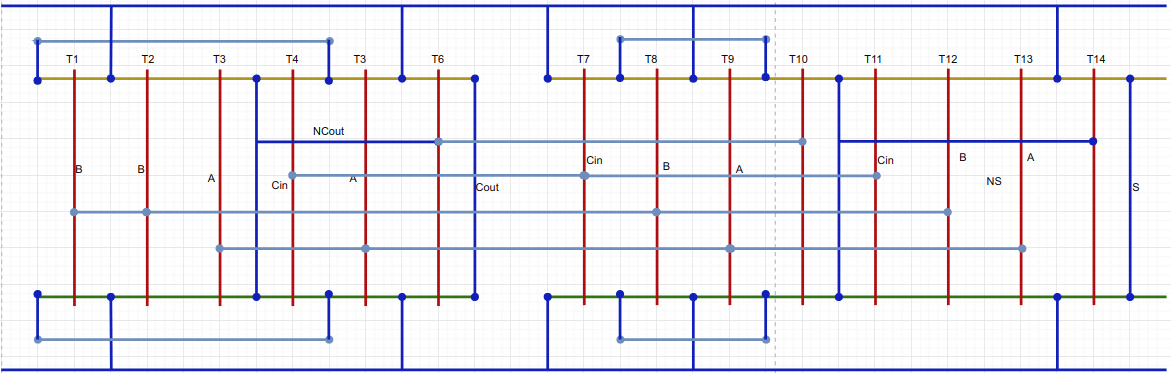 T1 T2 T3 T4 T3 T6 T7 T8 T9 T10 T11 T12 T13 T14
NCout
B B A Cin A Cout Cin B A Cin B A
NS S